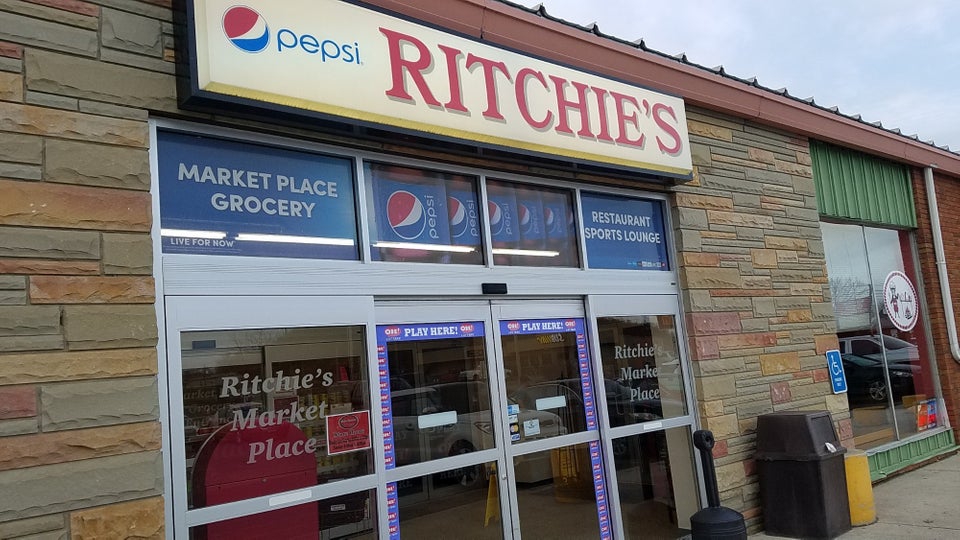 pepsi
RITCHIE'S
MARKET PLACE
GROCERY
LIVE FOR NOW
pepsi
pepsi
RESTAURANT
SPORTS LOUNGE
PLAY HERE!
PLAY HERE!
Ritchie's
Market
Place
Ritchie's
Market
Place